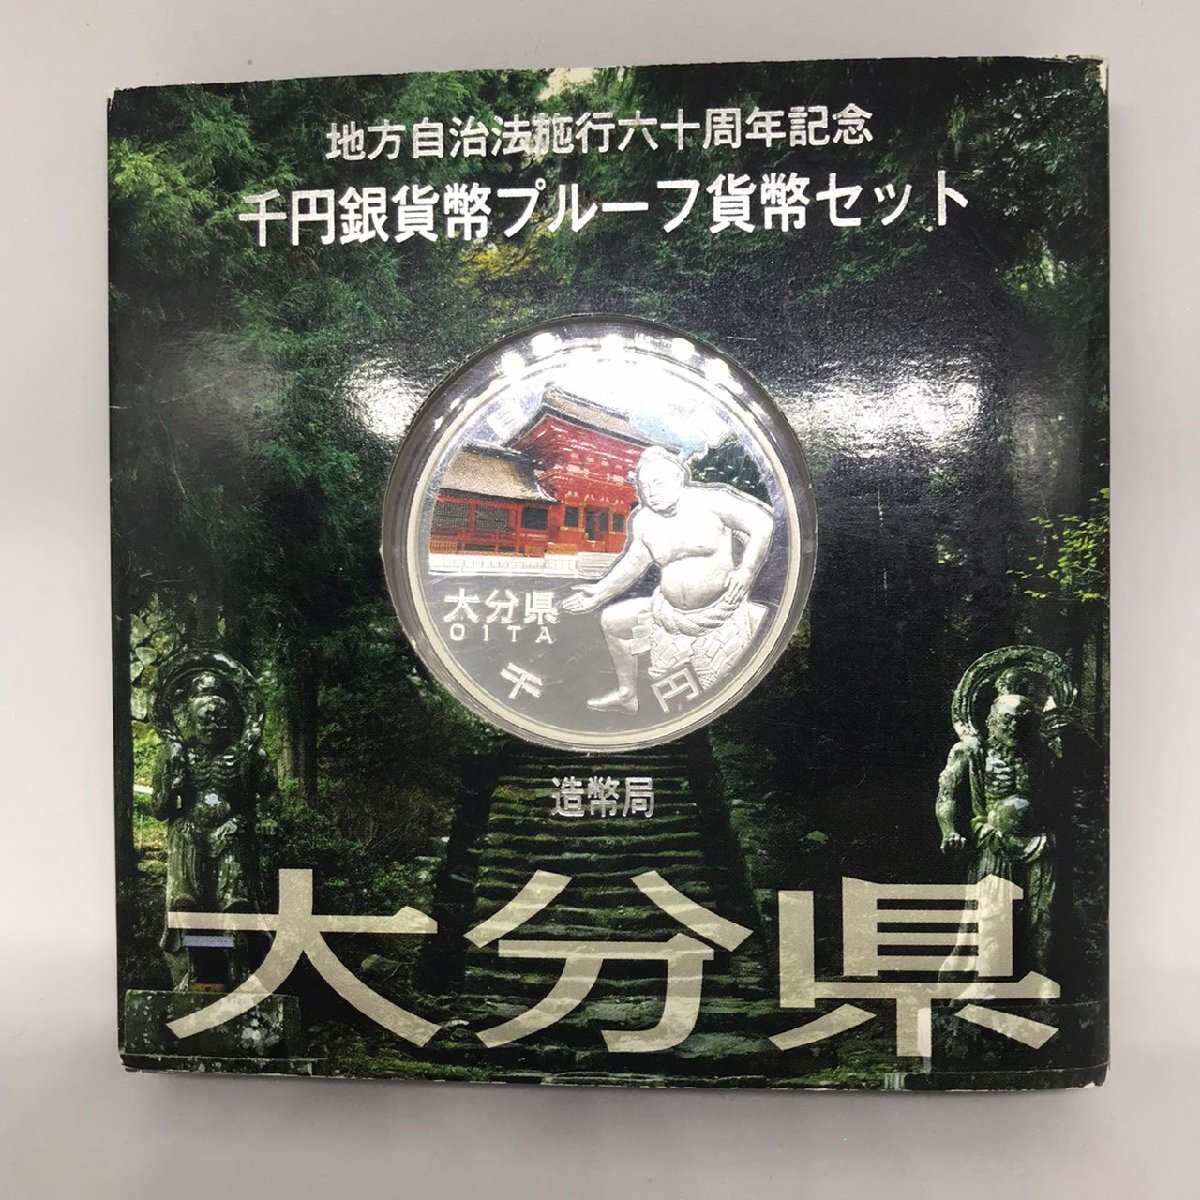 地方自治法施行六十周年記念
千円銀貨幣プルーフ貨幣セット
大分県
OITA
千円
造幣局
大分県